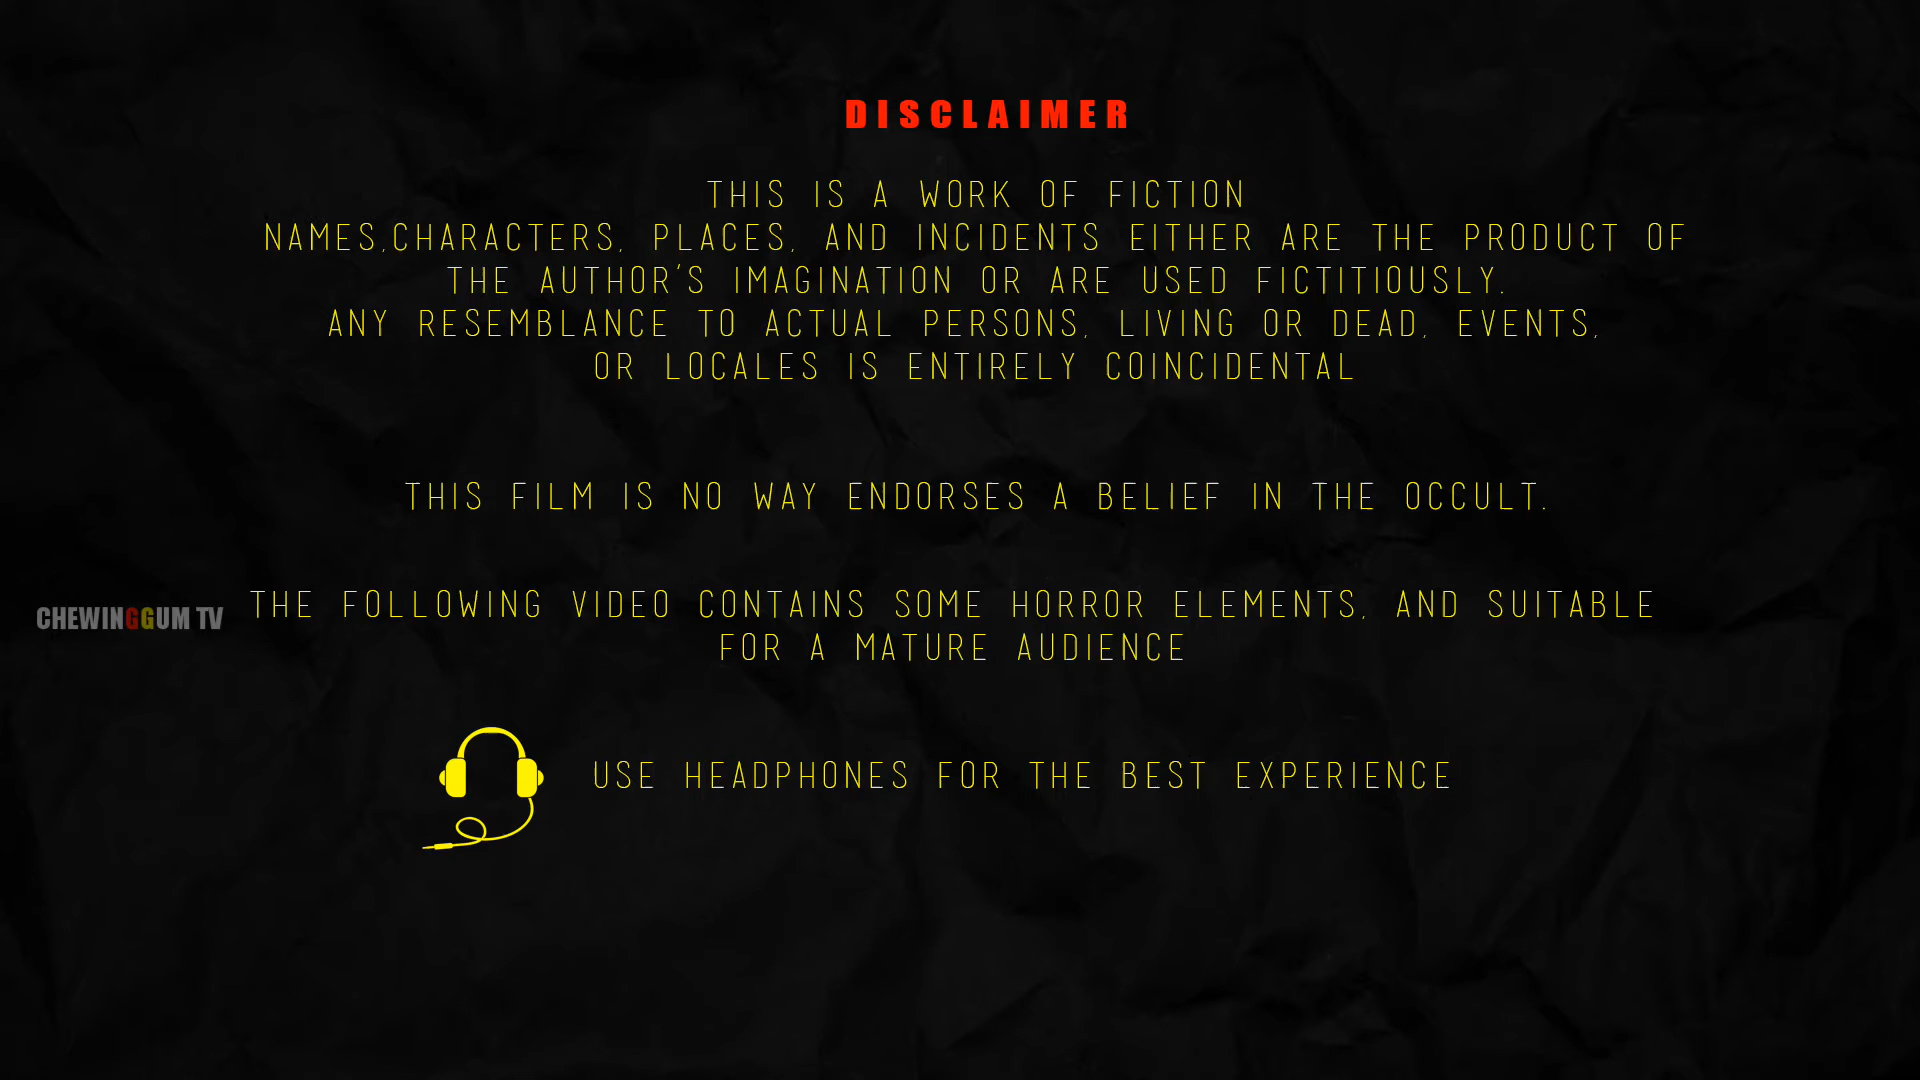 DISCLAIMER
THIS IS A WORK OF FICTION
NAMES,CHARACTERS, PLACES, AND INCIDENTS EITHER ARE THE PRODUCT OF
THE AUTHOR'S IMAGINATION OR ARE USED FICTITIOUSLY.
ANY RESEMBLANCE TO ACTUAL PERSONS, LIVING OR DEAD, EVENTS,
OR LOCALES IS ENTIRELY COINCIDENTAL
THIS FILM IS NO WAY ENDORSES A BELIEF IN THE OCCULT.
CHEWINGGUM TV
THE FOLLOWING VIDEO CONTAINS SOME HORROR ELEMENTS, AND SUITABLE
FOR A MATURE AUDIENCE
USE HEADPHONES FOR THE BEST EXPERIENCE